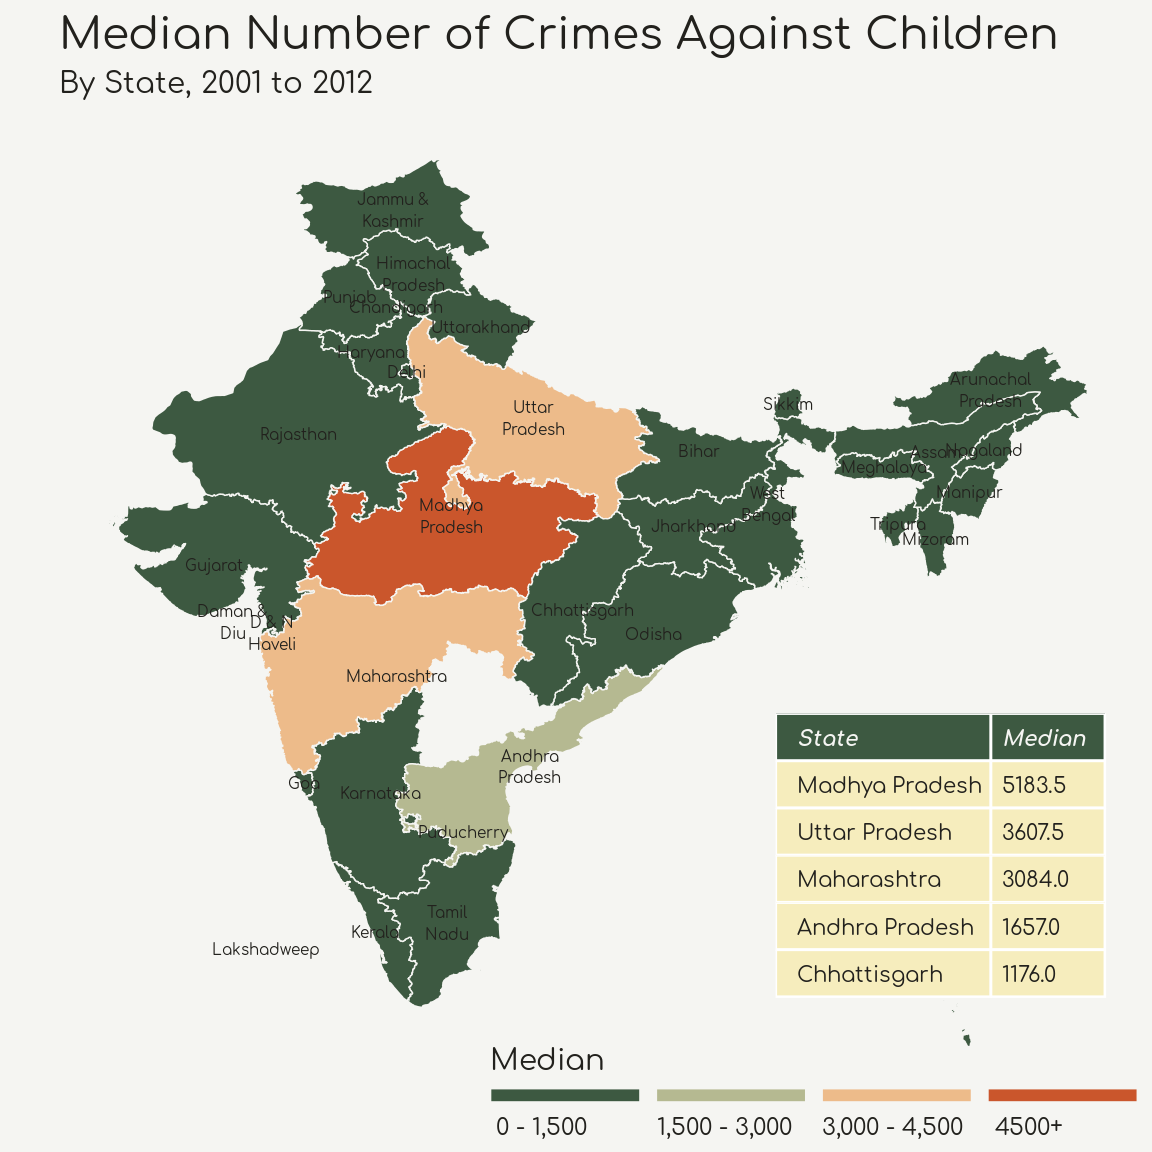 Median Number of Crimes Against Children
By State, 2001 to 2012
Jammu &
Kashmir
Himachal
Pradesh
Punjab
Chandigarh
Uttarakhand
Haryana
Delhi
Arunachal
Pradesh
Sikkim
Uttar
Pradesh
Rajasthan
Bihar
Assam
Nagaland
Meghalaya
Manipur
West
Bengal
Madhya
Pradesh
Jharkhand
Tripura
Mizoram
Gujarat
Daman &
Diu
D & N
Haveli
Chhattisgarh
Odisha
Maharashtra
Andhra
Pradesh
Goa
Karnataka
Puducherry
Tamil
Nadu
Kerala
Lakshadweep
State Median
Madhya Pradesh 5183.5
Uttar Pradesh 3607.5
Maharashtra 3084.0
Andhra Pradesh 1657.0
Chhattisgarh 1176.0
Median
0 - 1,500 1,500 - 3,000 3,000 - 4,500 4500+